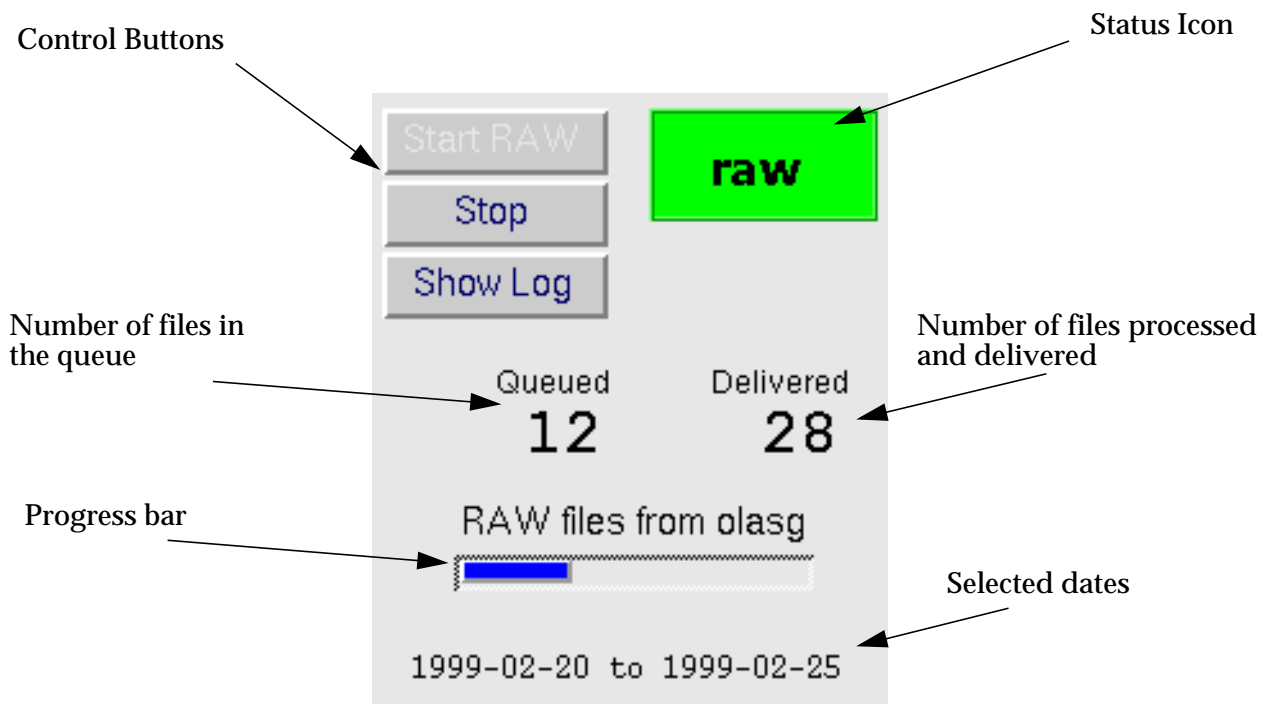 Control Buttons
Status Icon
Start RAW
raw
Stop
Show Log
Number of files in
the queue
Number of files processed
and delivered
Queued
Delivered
12
28
Progress bar
RAW files from olasg
Selected dates
1999-02-20 to 1999-02-25